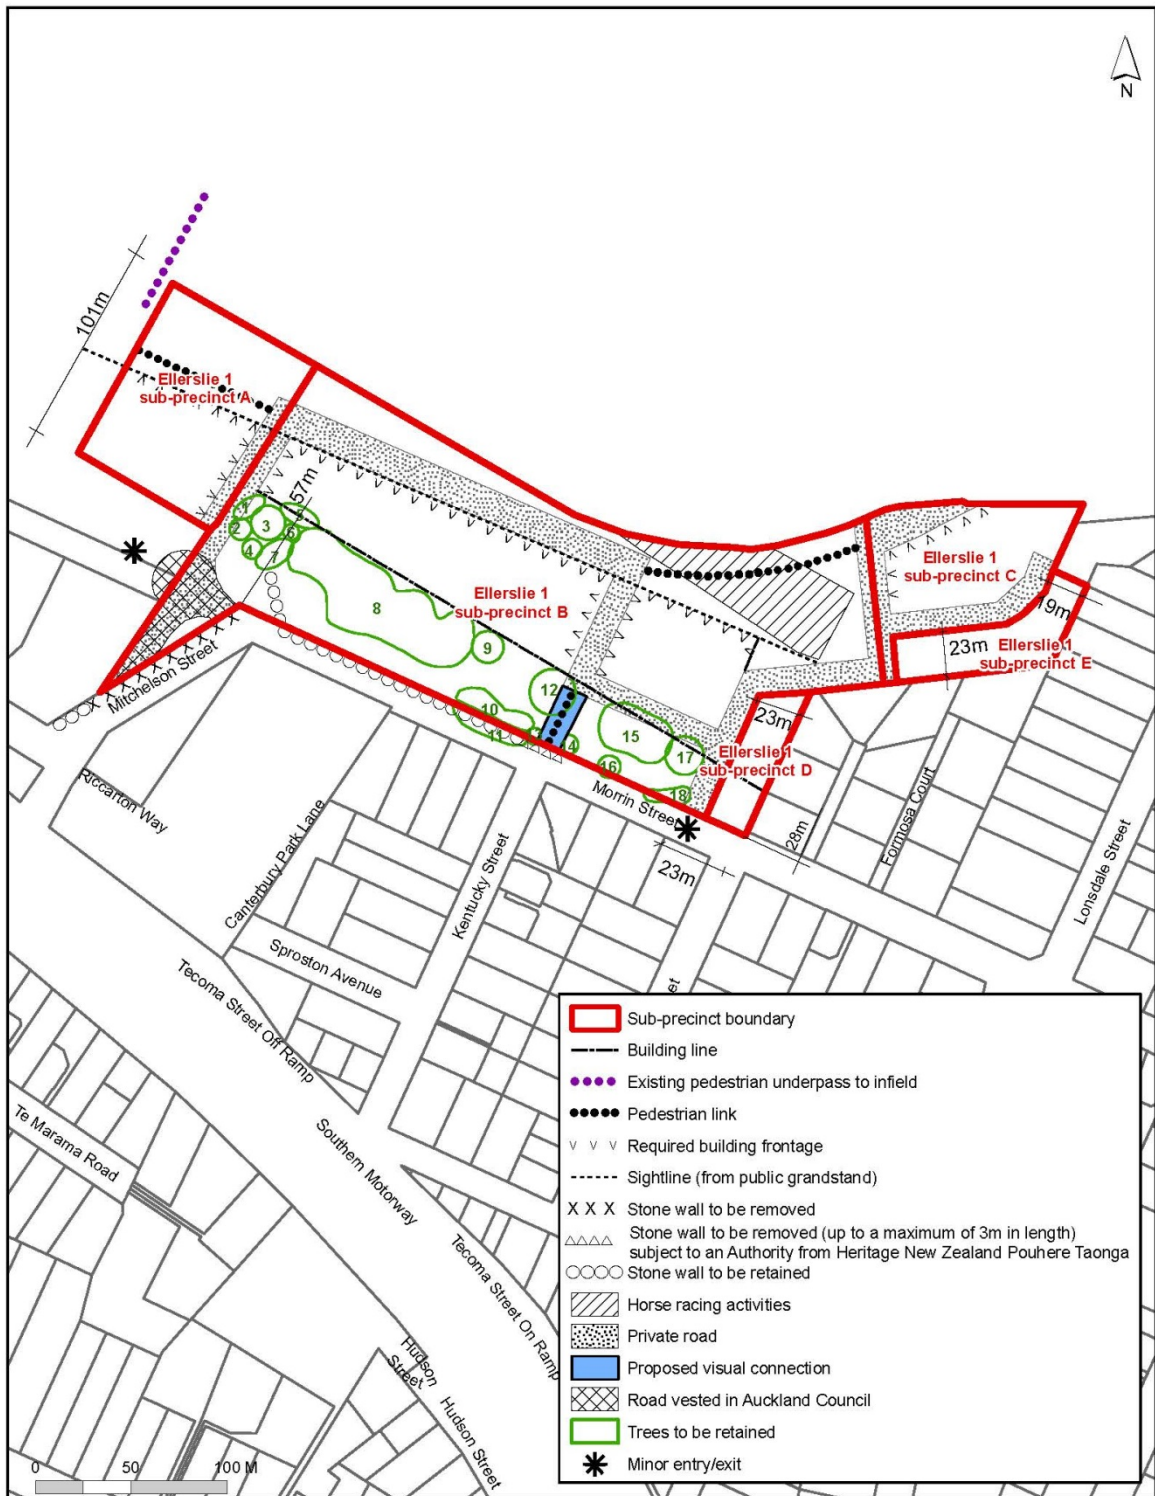 N
101m
Ellerslie 1
sub-precinct A
57m
1
2
3
4
5
6
7
8
9
Ellerslie 1
sub-precinct B
Ellerslie 1
sub-precinct C
19m
23m
Ellerslie 1
sub-precinct E
Mitchelson Street
10
11
12
13
14
15
16
17
18
23m
Ellerslie 1
sub-precinct D
Morrin Street
28m
23m
Riccarton Way
Canterbury Park Lane
Kentucky Street
Formosa Court
Lonsdale Street
Sproston Avenue
Tecoma Street Off Ramp
Southern Motorway
Tecoma Street On Ramp
Te Marama Road
Hudson
Street
Hudson Street
0 50 100 M
Sub-precinct boundary
Building line
Existing pedestrian underpass to infield
Pedestrian link
Required building frontage
Sightline (from public grandstand)
X X X Stone wall to be removed
Stone wall to be removed (up to a maximum of 3m in length)
subject to an Authority from Heritage New Zealand Pouhere Taonga
Stone wall to be retained
Horse racing activities
Private road
Proposed visual connection
Road vested in Auckland Council
Trees to be retained
Minor entry/exit